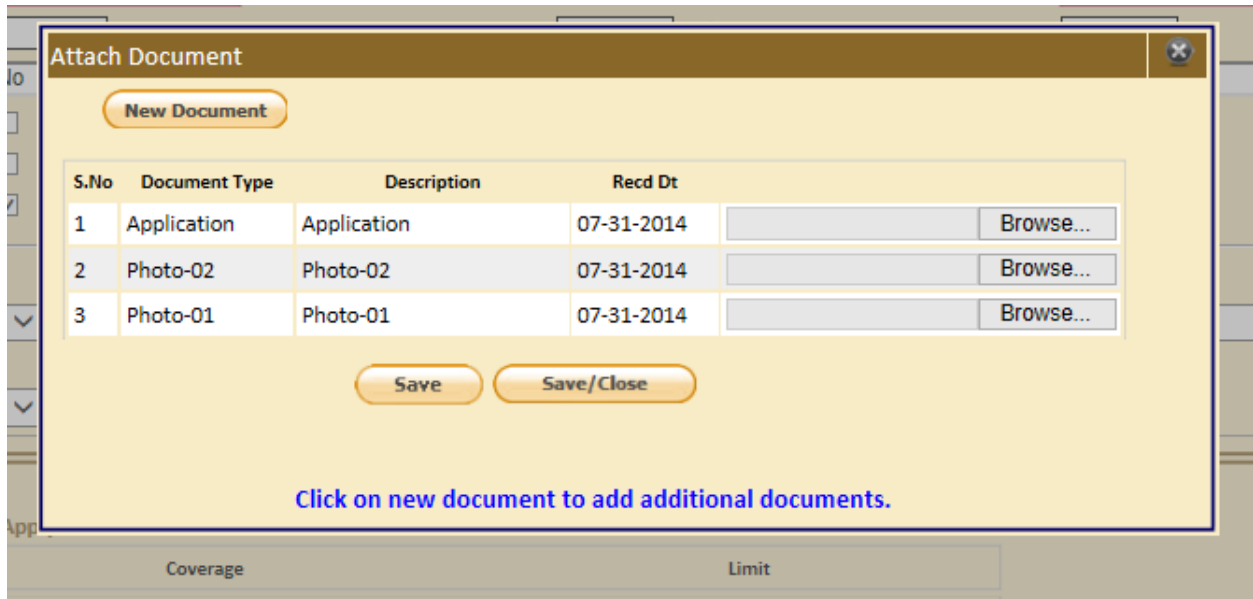 Attach Document
No
New Document
S.No Document Type Description Recd Dt
1 Application Application 07-31-2014 Browse...
2 Photo-02 Photo-02 07-31-2014 Browse...
3 Photo-01 Photo-01 07-31-2014 Browse...
Save Save/Close
Click on new document to add additional documents.
App
Coverage Limit